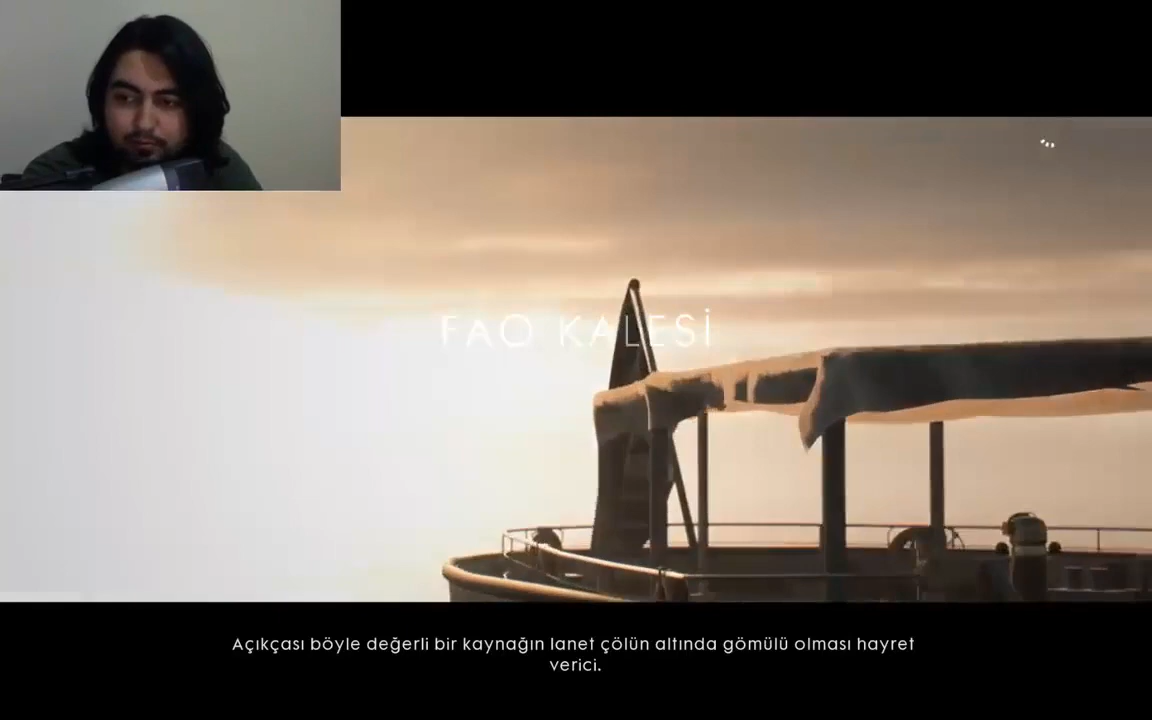 FAO KALESİ
Açıkçası böyle değerli bir kaynağın lanet çölün altında gömülü olması hayret
verici.